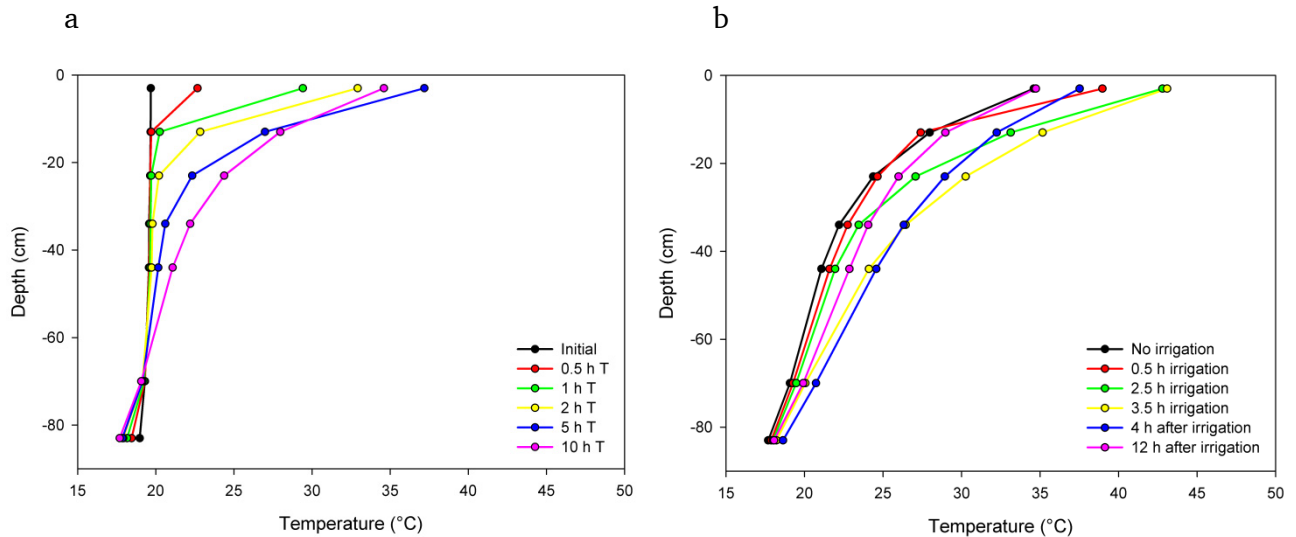 a
0
-20
-40
-60
-80
Depth (cm)
15 20 25 30 35 40 45 50
Temperature (°C)
Initial
0.5 h T
1 h T
2 h T
5 h T
10 h T
b
0
-20
-40
-60
-80
Depth (cm)
15 20 25 30 35 40 45 50
Temperature (°C)
No irrigation
0.5 h irrigation
2.5 h irrigation
3.5 h irrigation
4 h after irrigation
12 h after irrigation